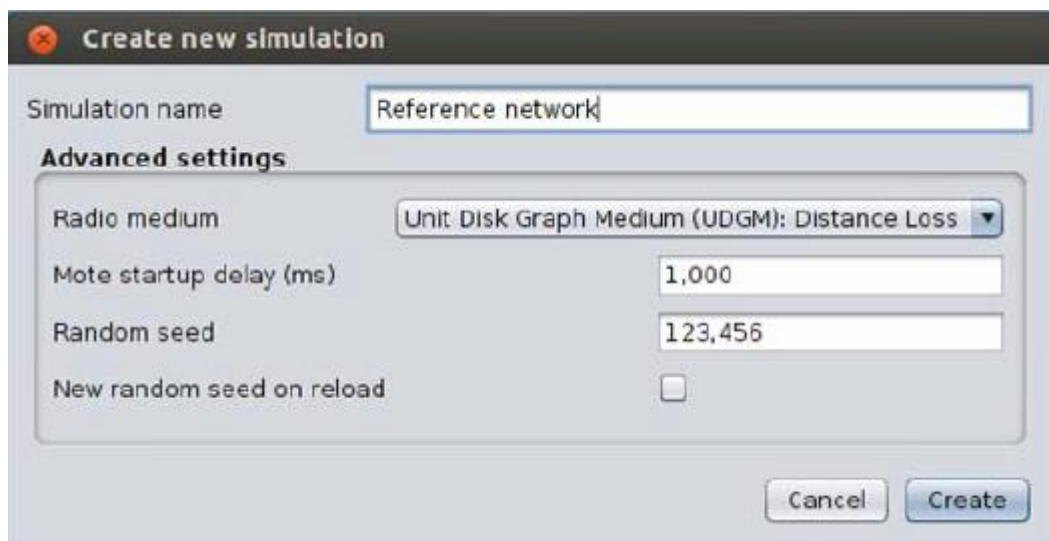 Create new simulation
Simulation name Reference network
Advanced settings
Radio medium Unit Disk Graph Medium (UDGM): Distance Loss
Mote startup delay (ms) 1,000
Random seed 123,456
New random seed on reload
Cancel Create